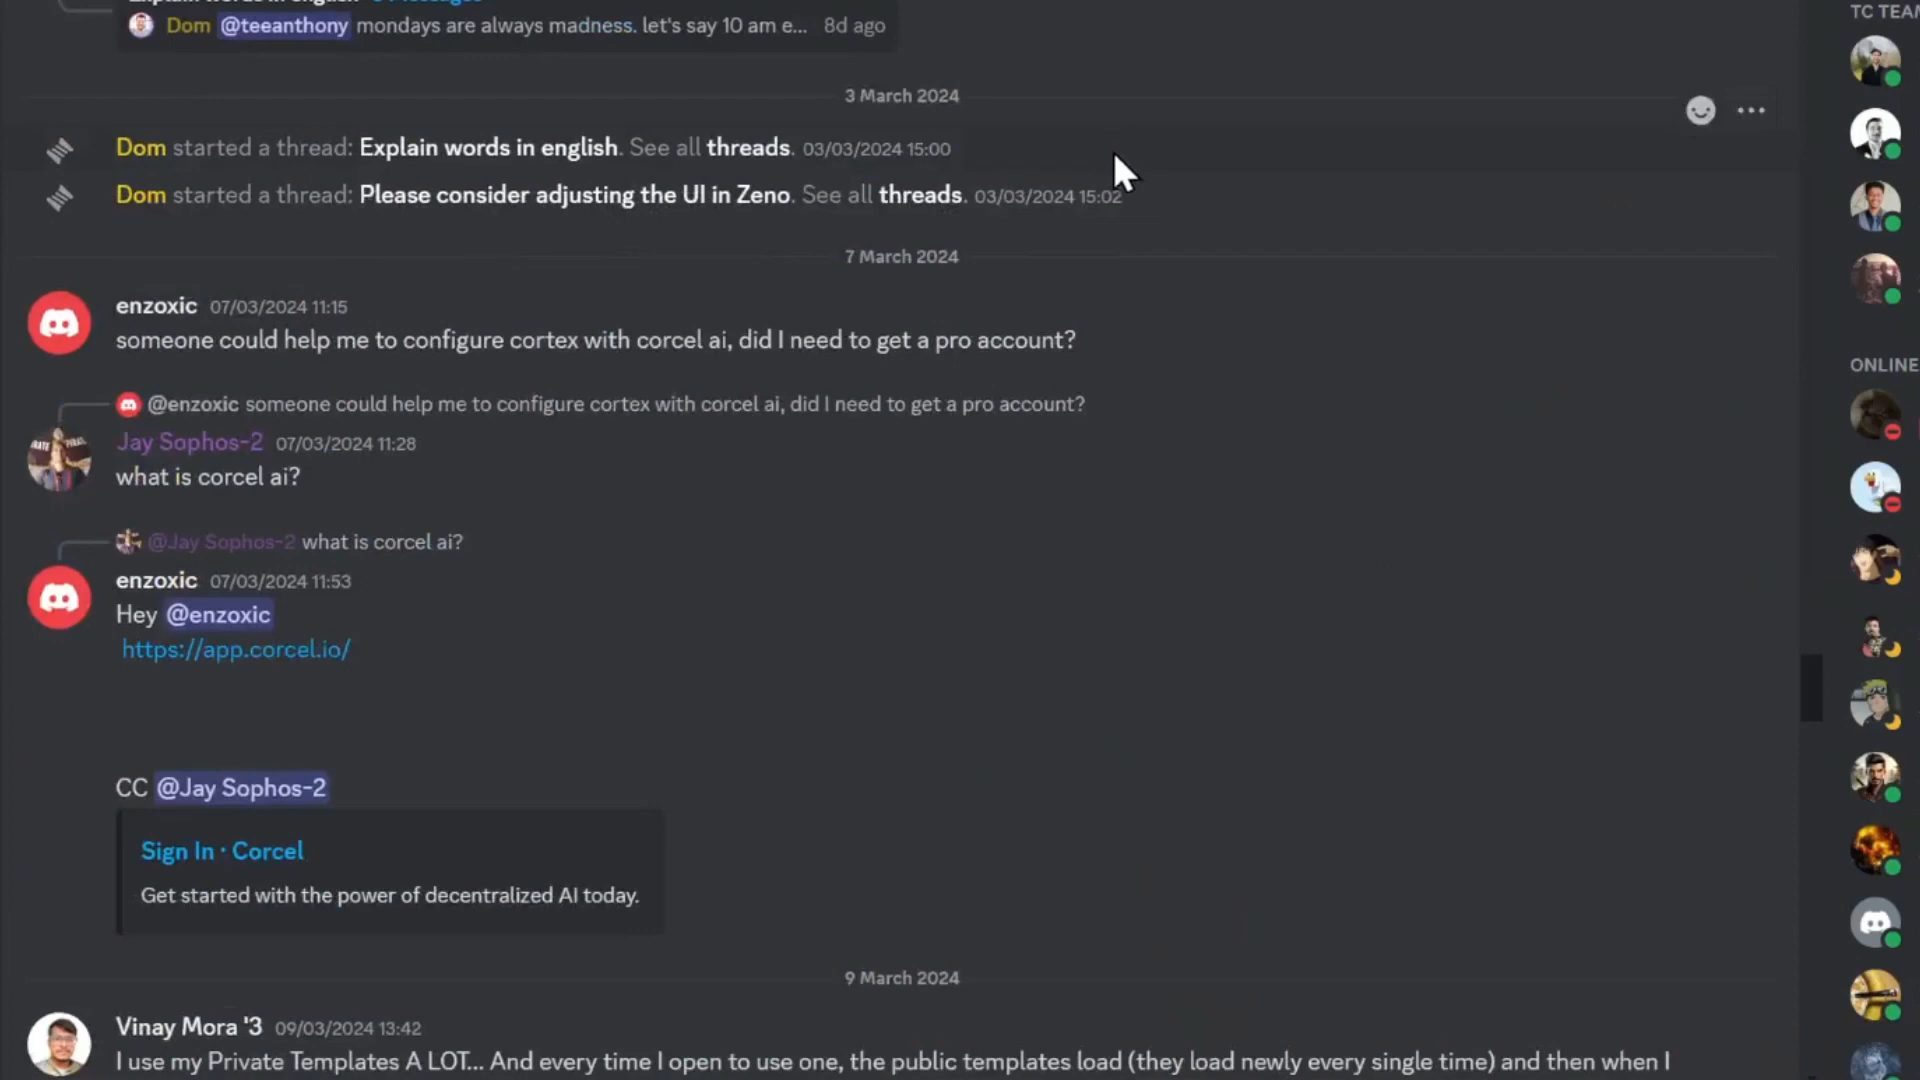 Explain words in english
Dom @teeanthony mondays are always madness. let's say 10 am e... 8d ago
TC TEAM
3 March 2024
Dom started a thread: Explain words in english. See all threads. 03/03/2024 15:00
Dom started a thread: Please consider adjusting the UI in Zeno. See all threads. 03/03/2024 15:02
7 March 2024
enzoxic 07/03/2024 11:15
someone could help me to configure cortex with corcel ai, did I need to get a pro account?
ONLINE
@enzoxic someone could help me to configure cortex with corcel ai, did I need to get a pro account?
Jay Sophos-2 07/03/2024 11:28
what is corcel ai?
@Jay Sophos-2 what is corcel ai?
enzoxic 07/03/2024 11:53
Hey @enzoxic
https://app.corcel.io/
CC @Jay Sophos-2
Sign In · Corcel
Get started with the power of decentralized AI today.
9 March 2024
Vinay Mora '3 09/03/2024 13:42
I use my Private Templates A LOT... And every time I open to use one, the public templates load (they load newly every single time) and then when I